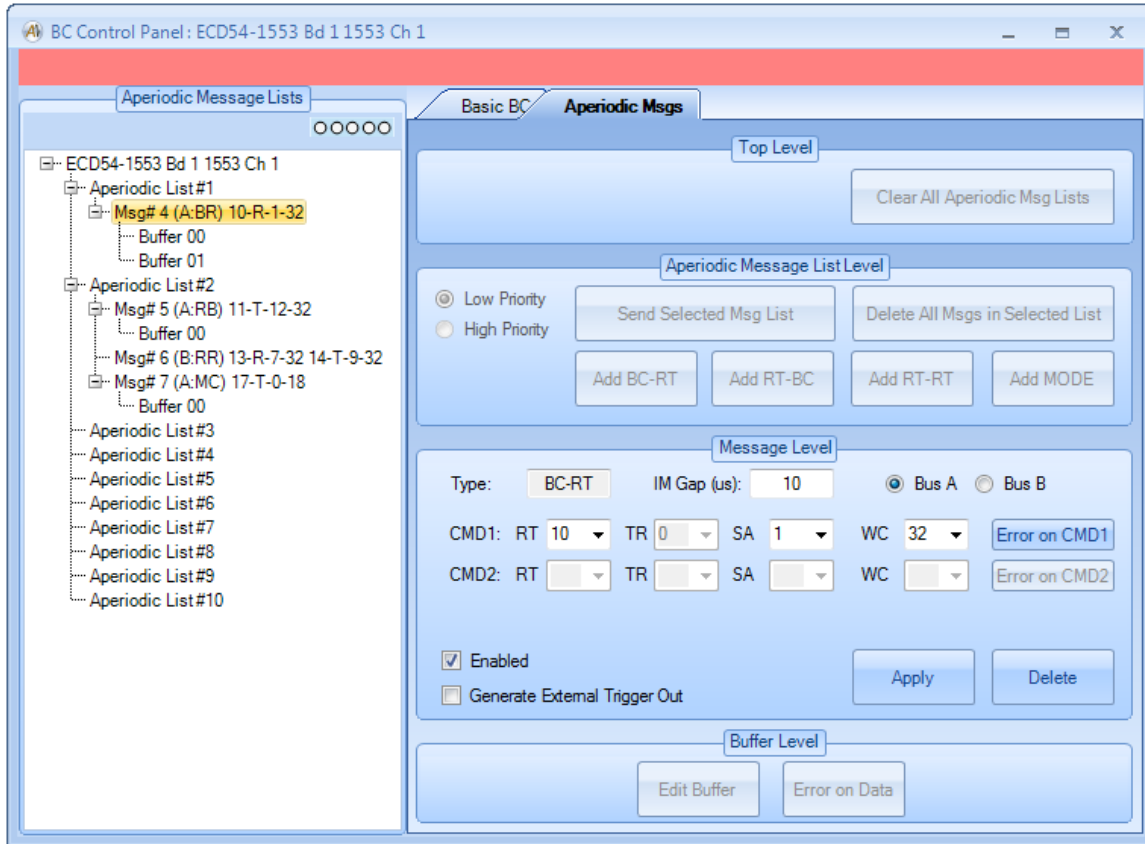 BC Control Panel : ECD54-1553 Bd 1 1553 Ch 1
Aperiodic Message Lists
ECD54-1553 Bd 1 1553 Ch 1
Aperiodic List #1
Msg# 4 (A:BR) 10-R-1-32
Buffer 00
Buffer 01
Aperiodic List #2
Msg# 5 (A:RB) 11-T-12-32
Buffer 00
Msg# 6 (B:RR) 13-R-7-32 14-T-9-32
Msg# 7 (A:MC) 17-T-0-18
Buffer 00
Aperiodic List #3
Aperiodic List #4
Aperiodic List #5
Aperiodic List #6
Aperiodic List #7
Aperiodic List #8
Aperiodic List #9
Aperiodic List #10
Basic BC Aperiodic Msgs
Top Level
Clear All Aperiodic Msg Lists
Aperiodic Message List Level
Low Priority Send Selected Msg List Delete All Msgs in Selected List
High Priority
Add BC-RT Add RT-BC Add RT-RT Add MODE
Message Level
Type: BC-RT IM Gap (us): 10 Bus A Bus B
CMD1: RT 10 TR 0 SA 1 WC 32 Error on CMD1
CMD2: RT TR SA WC Error on CMD2
Enabled
Generate External Trigger Out
Apply Delete
Buffer Level
Edit Buffer Error on Data